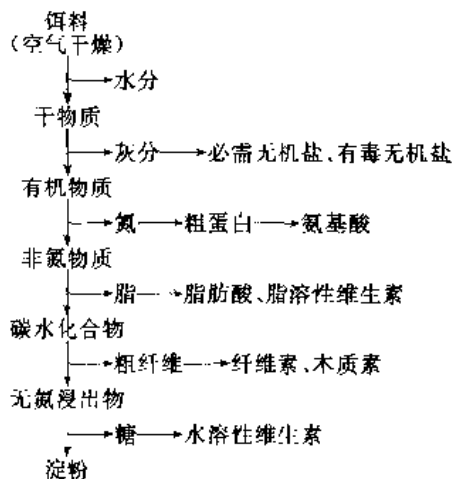 饵料
(空气干燥)
水分
干物质
灰分 必需无机盐、有毒无机盐
有机物质
氮 粗蛋白 氨基酸
非氮物质
脂 脂肪酸、脂溶性维生素
碳水化合物
粗纤维 纤维素、木质素
无氮浸出物
糖 水溶性维生素
淀粉